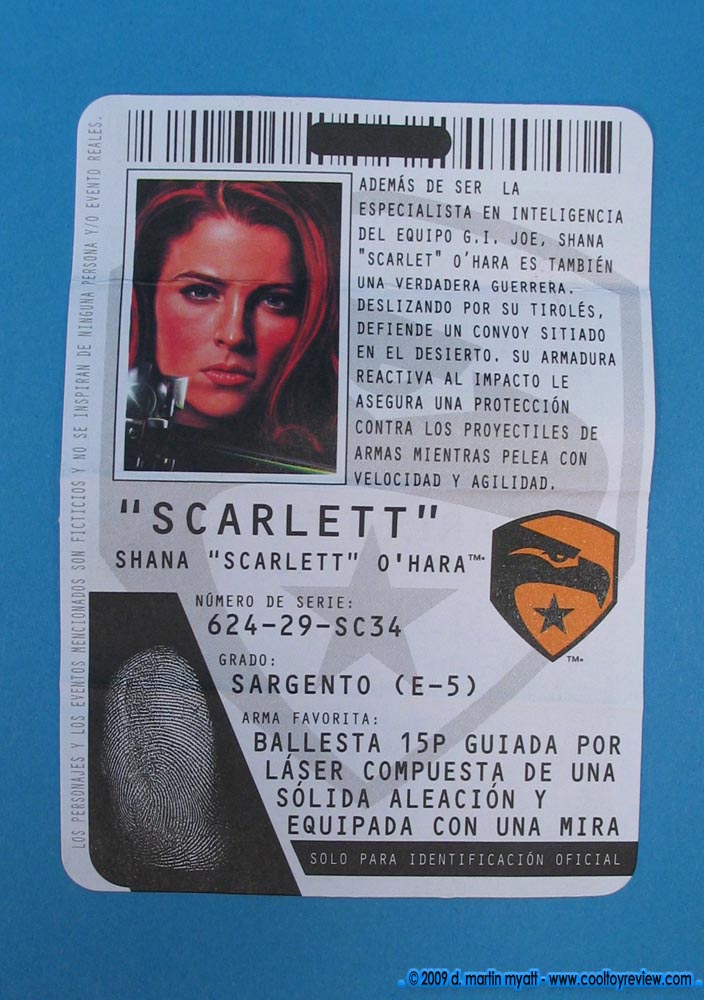 ADEMÁS DE SER LA
ESPECIALISTA EN INTELIGENCIA
DEL EQUIPO G.I. JOE, SHANA
"SCARLET" O'HARA ES TAMBIÉN
UNA VERDADERA GUERRERA.
DESLIZANDO POR SU TIROLÉS,
DEFIENDE UN CONVOY SITIADO
EN EL DESIERTO. SU ARMADURA
REACTIVA AL IMPACTO LE
ASEGURA UNA PROTECCIÓN
CONTRA LOS PROYECTILES DE
ARMAS MIENTRAS PELEA CON
VELOCIDAD Y AGILIDAD.
"SCARLETT"
SHANA "SCARLETT" O'HARA™.
NÚMERO DE SERIE:
624-29-SC34
GRADO:
SARGENTO (E-5)
ARMA FAVORITA:
BALLESTA 15P GUIADA POR
LÁSER COMPUESTA DE UNA
SÓLIDA ALEACIÓN Y
EQUIPADA CON UNA MIRA
SOLO PARA IDENTIFICACIÓN OFICIAL
TM.
LOS PERSONAJES Y LOS EVENTOS MENCIONADOS SON FICTICIOS Y NO SE INSPIRAN DE NINGUNA PERSONA Y/O EVENTO REALES.
© 2009 d. martin myatt - www.cooltoyreview.com